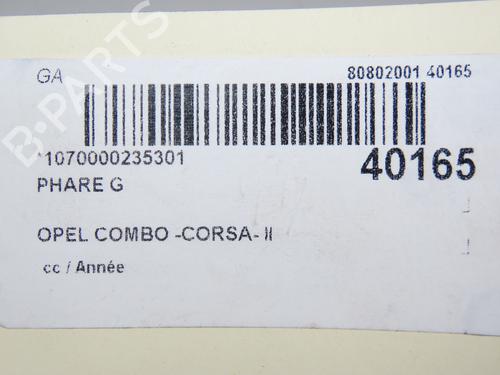 GA 80802001 40165
*1070000235301 40165
PHARE G
OPEL COMBO -CORSA- II
cc / Année
B-PARTS